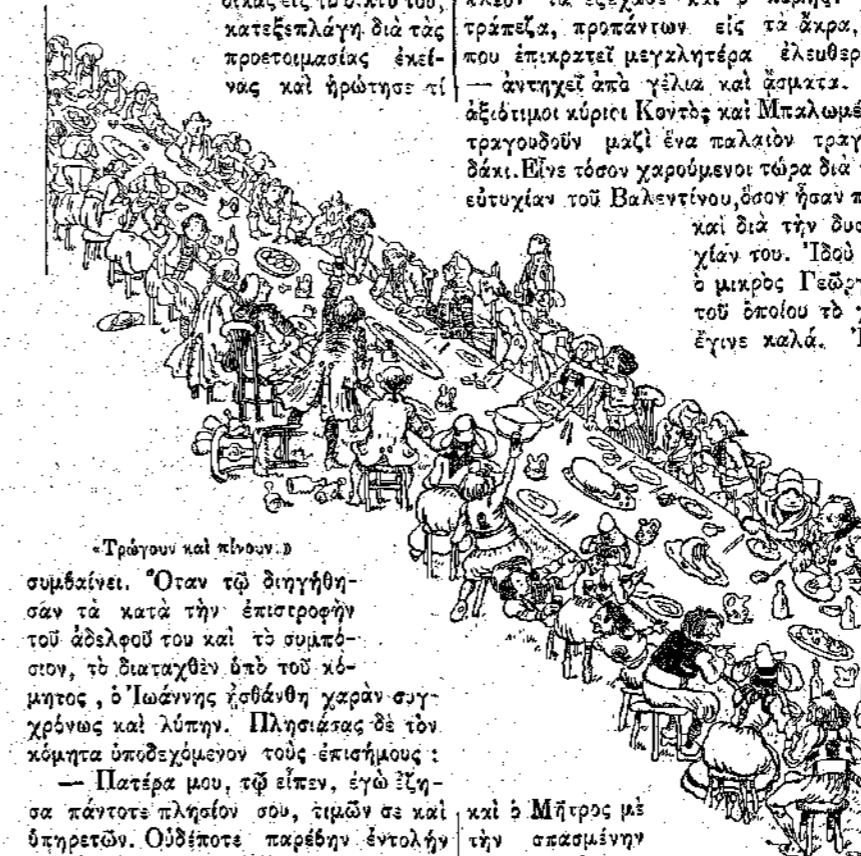 κατεξεπλάγη διὰ τὰς
προετοιμασίας ἐκεί-
νας καὶ ἠρώτησε τί
«Τρώγουν καὶ πίνουν.»
συμβαίνει. Ὅταν τῷ διηγήθη-
σαν τὰ κατὰ τὴν ἐπιστροφὴν
τοῦ ἀδελφοῦ του καὶ τὸ συμπό-
σιον, τὸ διαταχθὲν ὑπὸ τοῦ κό-
μητος, ὁ Ἰωάννης ᾐσθάνθη χαρὰν συγ-
χρόνως καὶ λύπην. Πλησιάσας δὲ τὸν
κόμητα ὑποδεχόμενον τοὺς ἐπισήμους :
— Πατέρα μου, τῷ εἶπεν, ἐγὼ ἔζη-
σα πάντοτε πλησίον σου, τιμῶν σε καὶ
ὑπηρετῶν. Οὐδέποτε παρέβην ἐντολήν
τράπεζα, προπάντων εἰς τὰ ἄκρα,
που ἐπικρατεῖ μεγαλητέρα ἐλευθερ
— ἀντηχεῖ ἀπὸ γέλια καὶ ᾄσματα.
ἀξιότιμοι κύριοι Κοντὸς καὶ Μπαλωμέ
τραγουδοῦν μαζὶ ἕνα παλαιὸν τραγ
δάκι. Εἶνε τόσον χαρούμενοι τώρα διὰ
εὐτυχίαν τοῦ Βαλεντίνου, ὅσον ἦσαν π
καὶ διὰ τὴν δυσ
χίαν του. Ἰδοὺ
ὁ μικρὸς Γεώργ
τοῦ ὁποίου τὸ
ἔγινε καλά.
καὶ ὁ Μῆτρος μὲ
τὴν σπασμένην